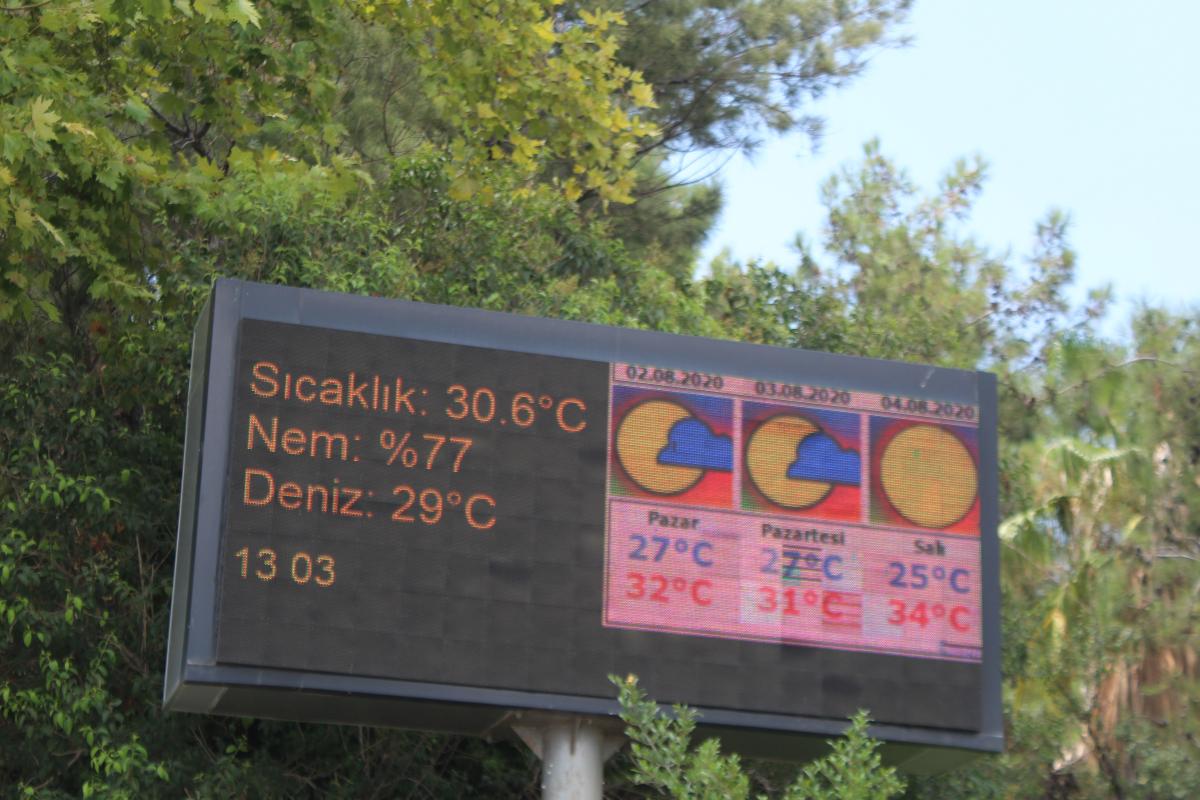 Sıcaklık: 30.6°C
Nem: %77
Deniz: 29°C
13 03
02.08.2020
03.08.2020
04.08.2020
Pazar
Pazartesi
Salı
27°C
27°C
25°C
32°C
31°C
34°C